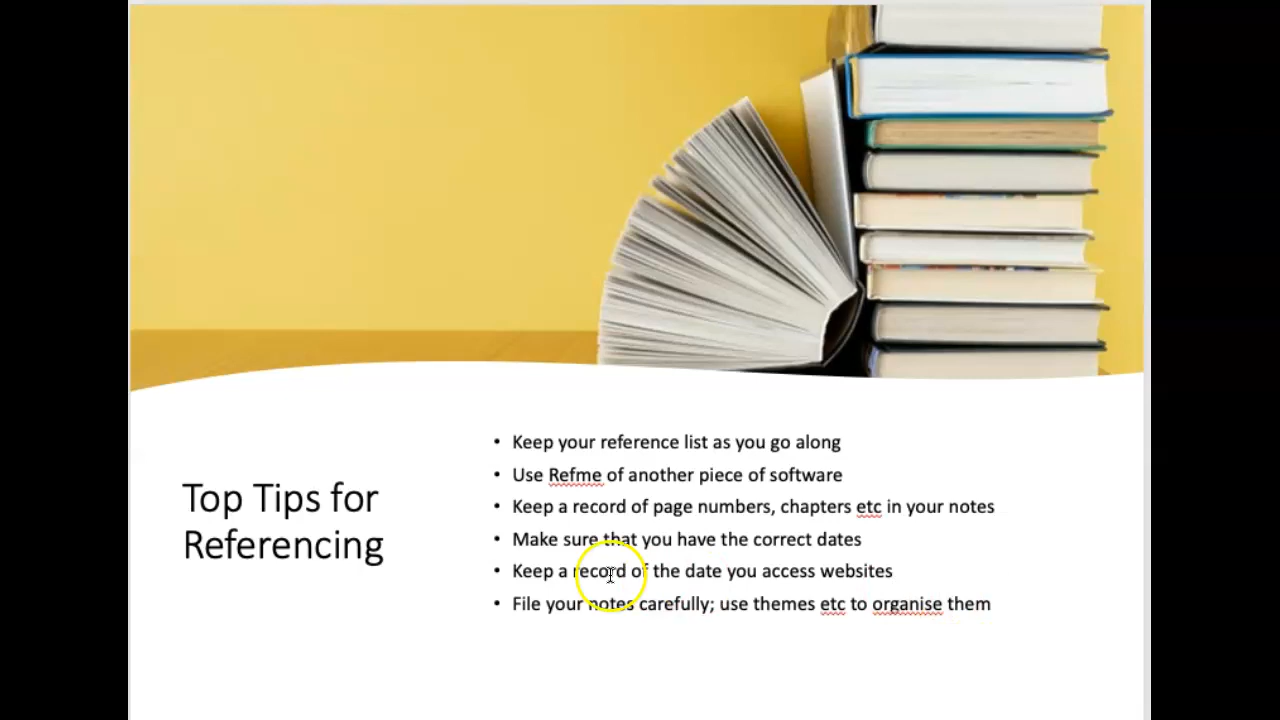 Top Tips for
Referencing
Keep your reference list as you go along
Use Refme of another piece of software
Keep a record of page numbers, chapters etc in your notes
Make sure that you have the correct dates
Keep a record of the date you access websites
File your notes carefully; use themes etc to organise them